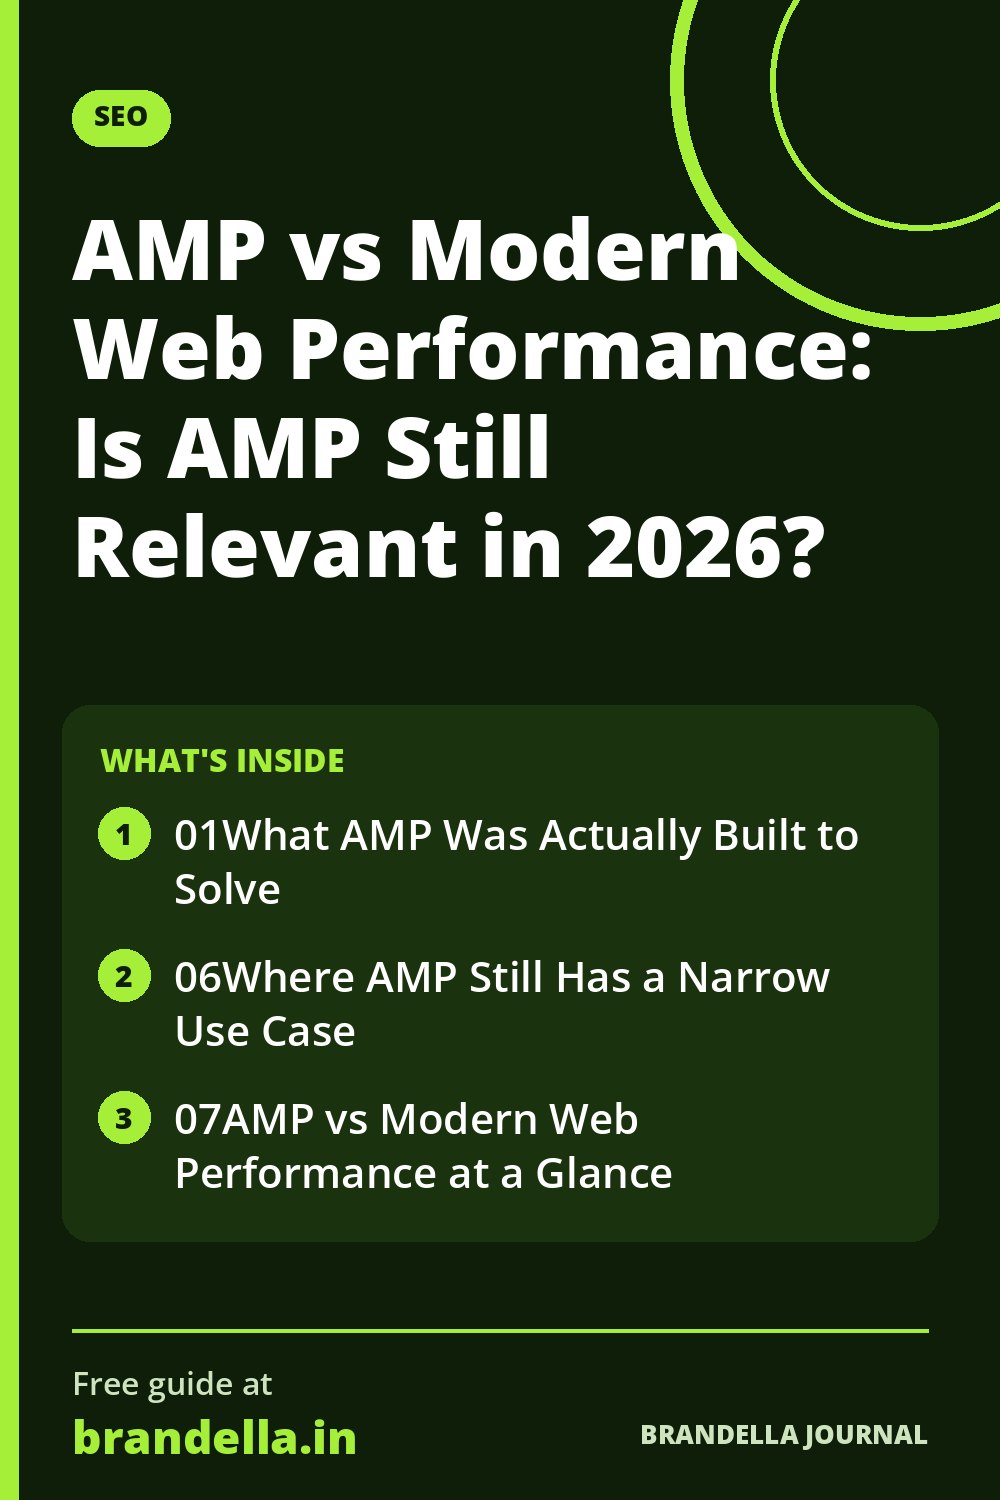 SEO
AMP vs Modern
Web Performance:
Is AMP Still
Relevant in 2026?
WHAT'S INSIDE
1 01What AMP Was Actually Built to
Solve
2 06Where AMP Still Has a Narrow
Use Case
3 07AMP vs Modern Web
Performance at a Glance
Free guide at
brandella.in
BRANDELLA JOURNAL